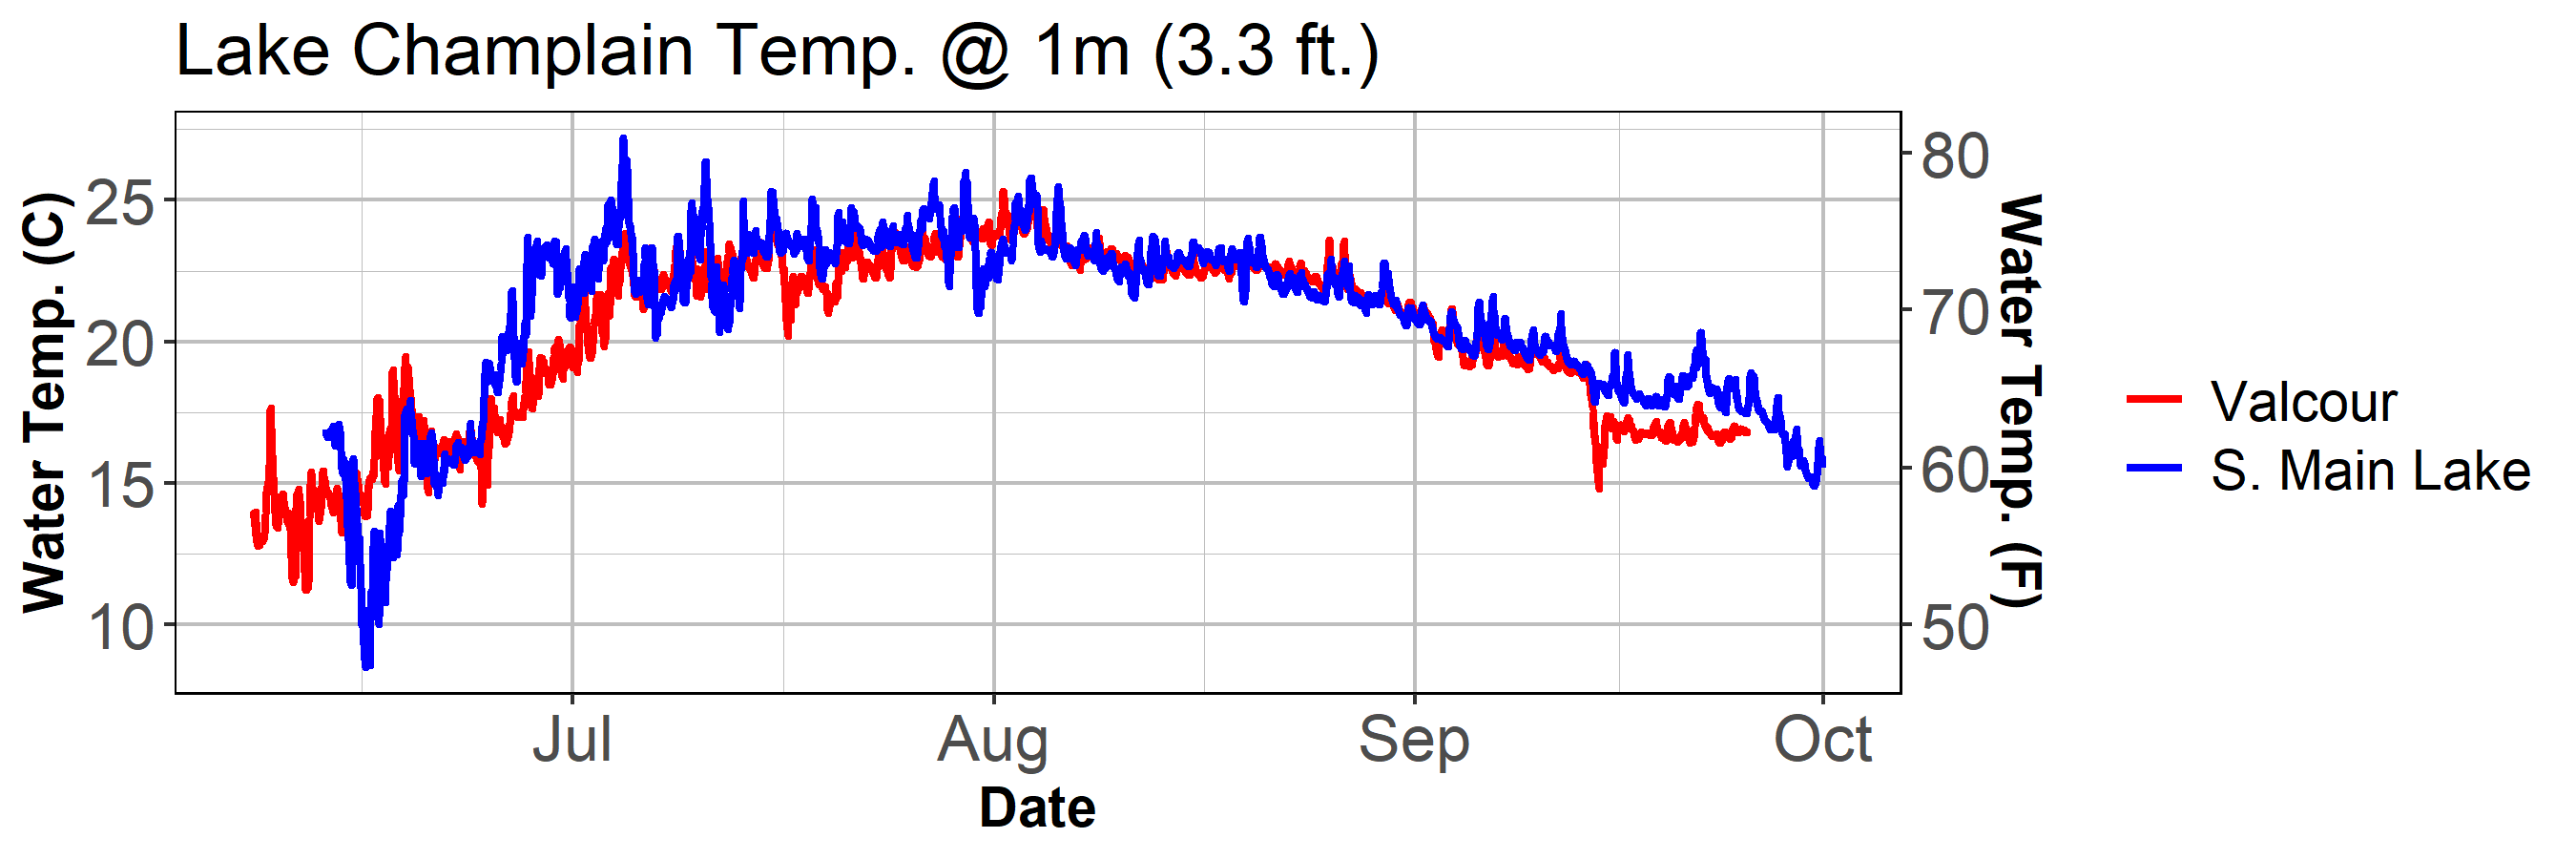 Lake Champlain Temp. @ 1m (3.3 ft.)
Water Temp. (C)
25
20
15
10
80
70
60
50
Water Temp. (F)
Jul
Aug
Sep
Oct
Date
Valcour
S. Main Lake